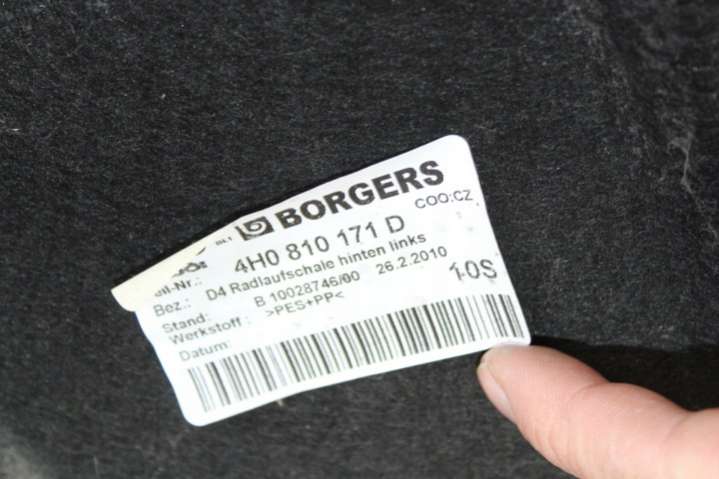 BORGERS
COO:CZ
4H0 810 171 D
Bez.: D4 Radlaufschale hinten links
Stand: B 10028746/00 26.2.2010
Werkstoff: >PES+PP<
10S
Datum: